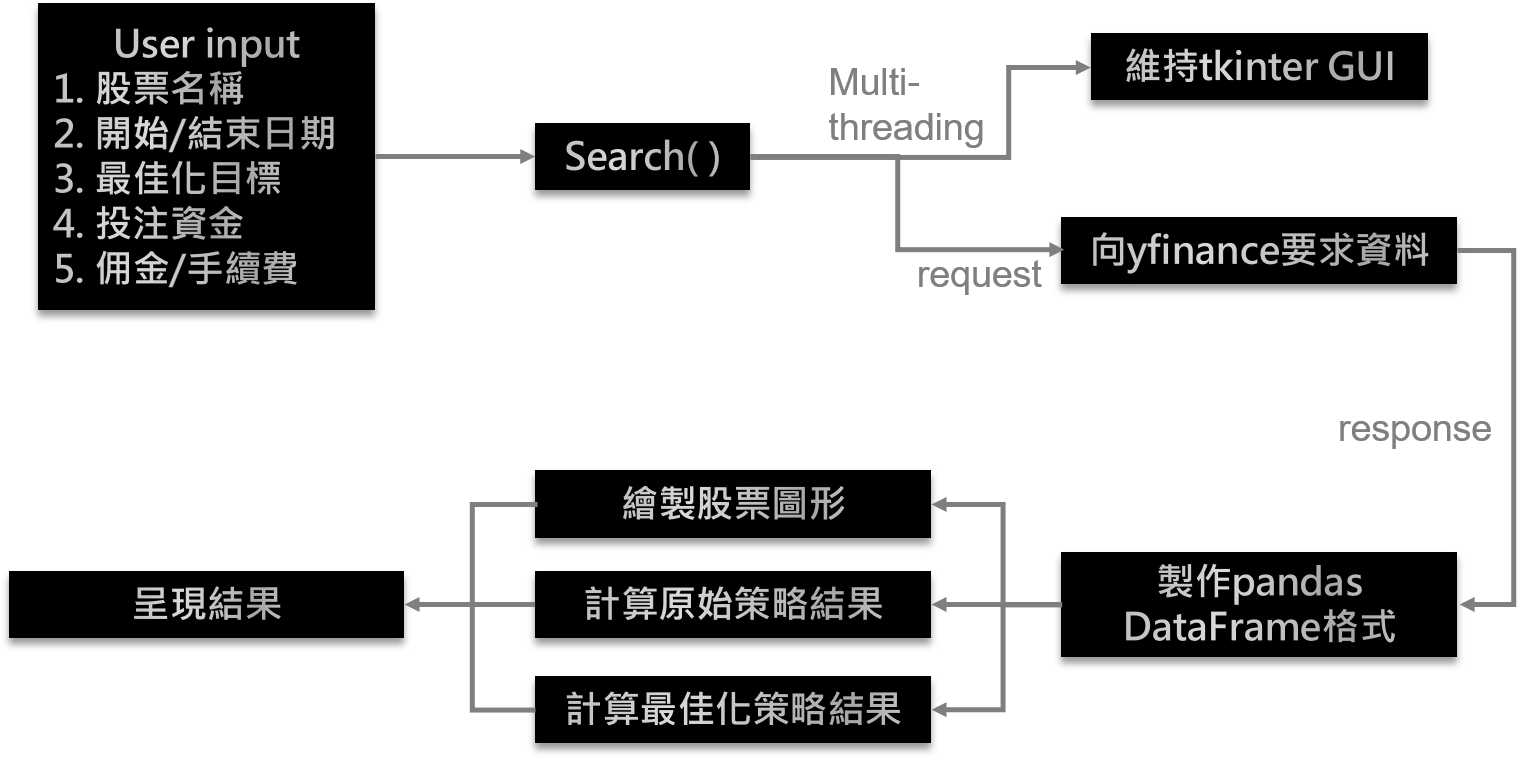 User input
1. 股票名稱
2. 開始/結束日期
3. 最佳化目標
4. 投注資金
5. 佣金/手續費
Search( )
Multi-
threading
維持tkinter GUI
request
向yfinance要求資料
response
製作pandas
DataFrame格式
繪製股票圖形
計算原始策略結果
計算最佳化策略結果
呈現結果